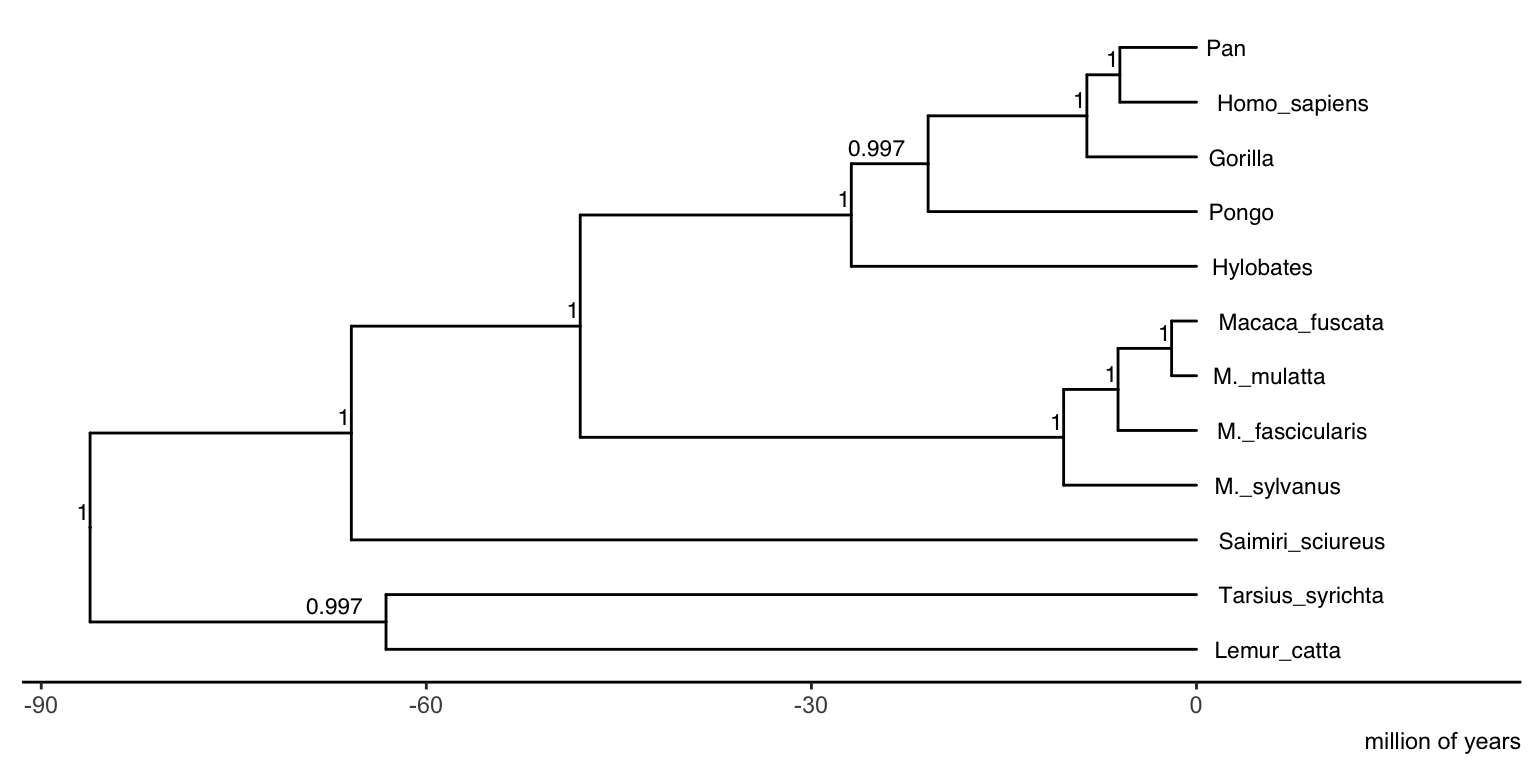 Pan
1
Homo_sapiens
1
Gorilla
0.997
Pongo
1
Hylobates
1
Macaca_fuscata
1
M._mulatta
1
M._fascicularis
1
M._sylvanus
1
Saimiri_sciureus
1
Tarsius_syrichta
0.997
Lemur_catta
-90 -60 -30 0
million of years